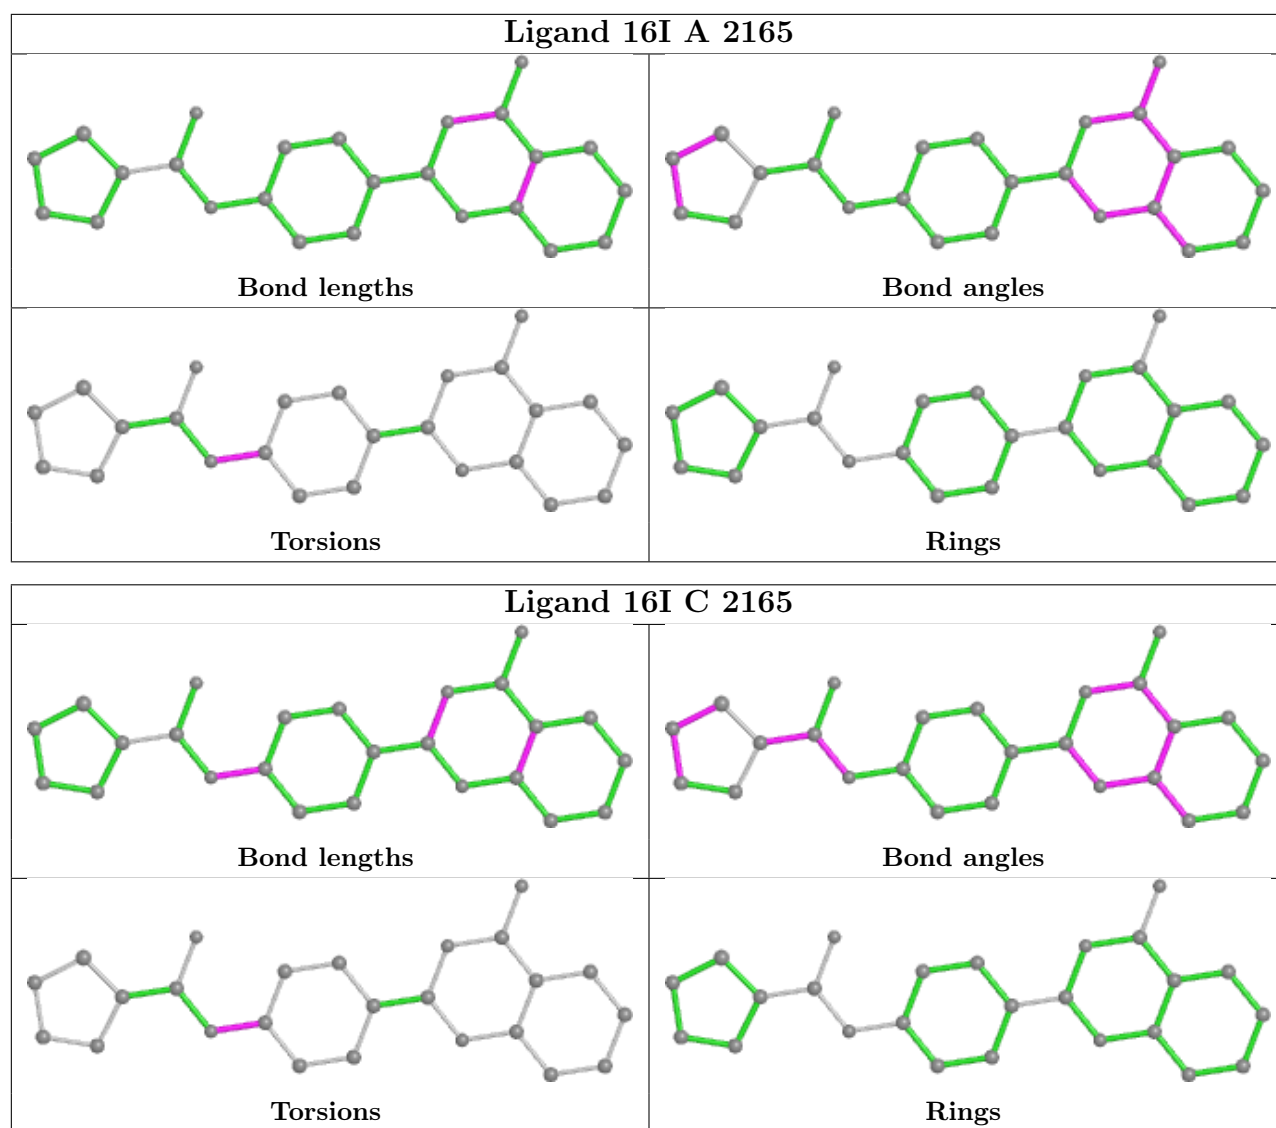 Ligand 16I A 2165
Bond lengths
Bond angles
Torsions
Rings
Ligand 16I C 2165
Bond lengths
Bond angles
Torsions
Rings